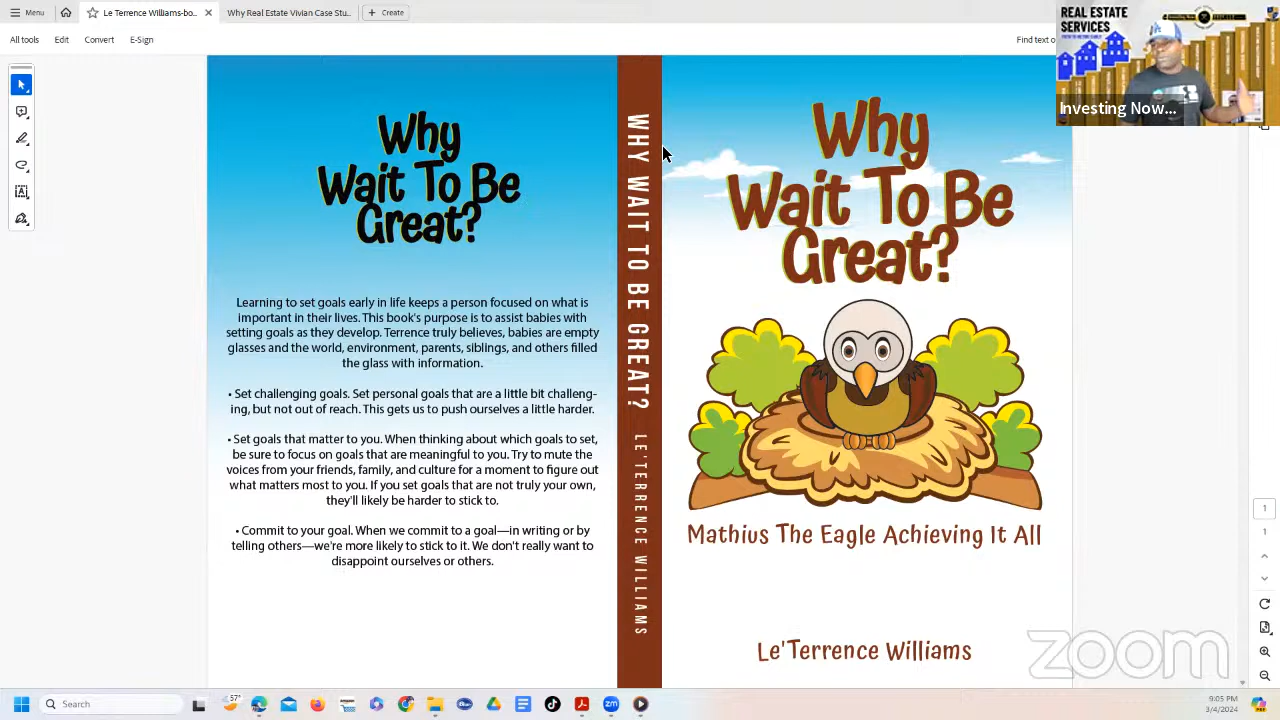 Menu
Le Terrence Williams-bo...
Why Real Estate Vivian Case Stu...
Create
All tools
Edit
Convert
E-Sign
Find text o
REAL ESTATE
SERVICES
Investing Now...
Why
Wait To Be
Great?
Learning to set goals early in life keeps a person focused on what is
important in their lives. This book's purpose is to assist babies with
setting goals as they develop. Terrence truly believes, babies are empty
glasses and the world, environment, parents, siblings, and others filled
the glass with information.
• Set challenging goals. Set personal goals that are a little bit challeng-
ing, but not out of reach. This gets us to push ourselves a little harder.
• Set goals that matter to you. When thinking about which goals to set,
be sure to focus on goals that are meaningful to you. Try to mute the
voices from your friends, family, and culture for a moment to figure out
what matters most to you. If you set goals that are not truly your own,
they'll likely be harder to stick to.
• Commit to your goal. When we commit to a goal—in writing or by
telling others—we're more likely to stick to it. We don't really want to
disappoint ourselves or others.
WHY WAIT TO BE GREAT? LE'TERRENCE WILLIAMS
Why
Wait To Be
Great?
Mathius The Eagle Achieving It All
Le'Terrence Williams
1
1
zoom
57°
Search
9:05 PM
3/4/2024